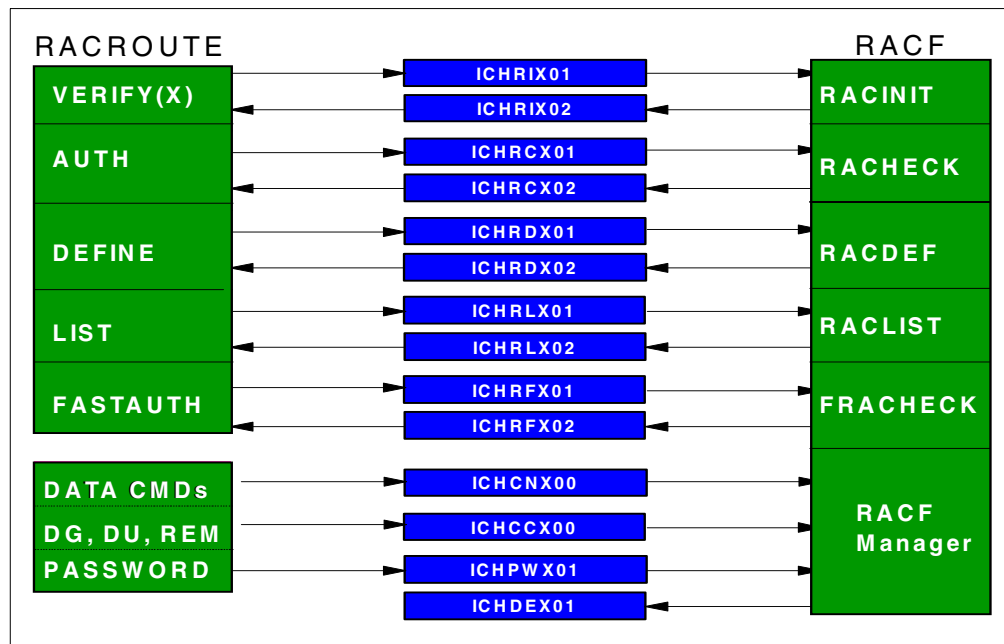 RACROUTE
RACF
VERIFY(X)
ICHRIX01
ICHRIX02
RACINIT
AUTH
ICHRCX01
ICHRCX02
RACHECK
DEFINE
ICHRDX01
ICHRDX02
RACDEF
LIST
ICHRLX01
ICHRLX02
RACLIST
FASTAUTH
ICHRFX01
ICHRFX02
FRACHECK
DATA CMDs
ICHCNX00
DG, DU, REM
ICHCCX00
PASSWORD
ICHPWX01
ICHDEX01
RACF
Manager